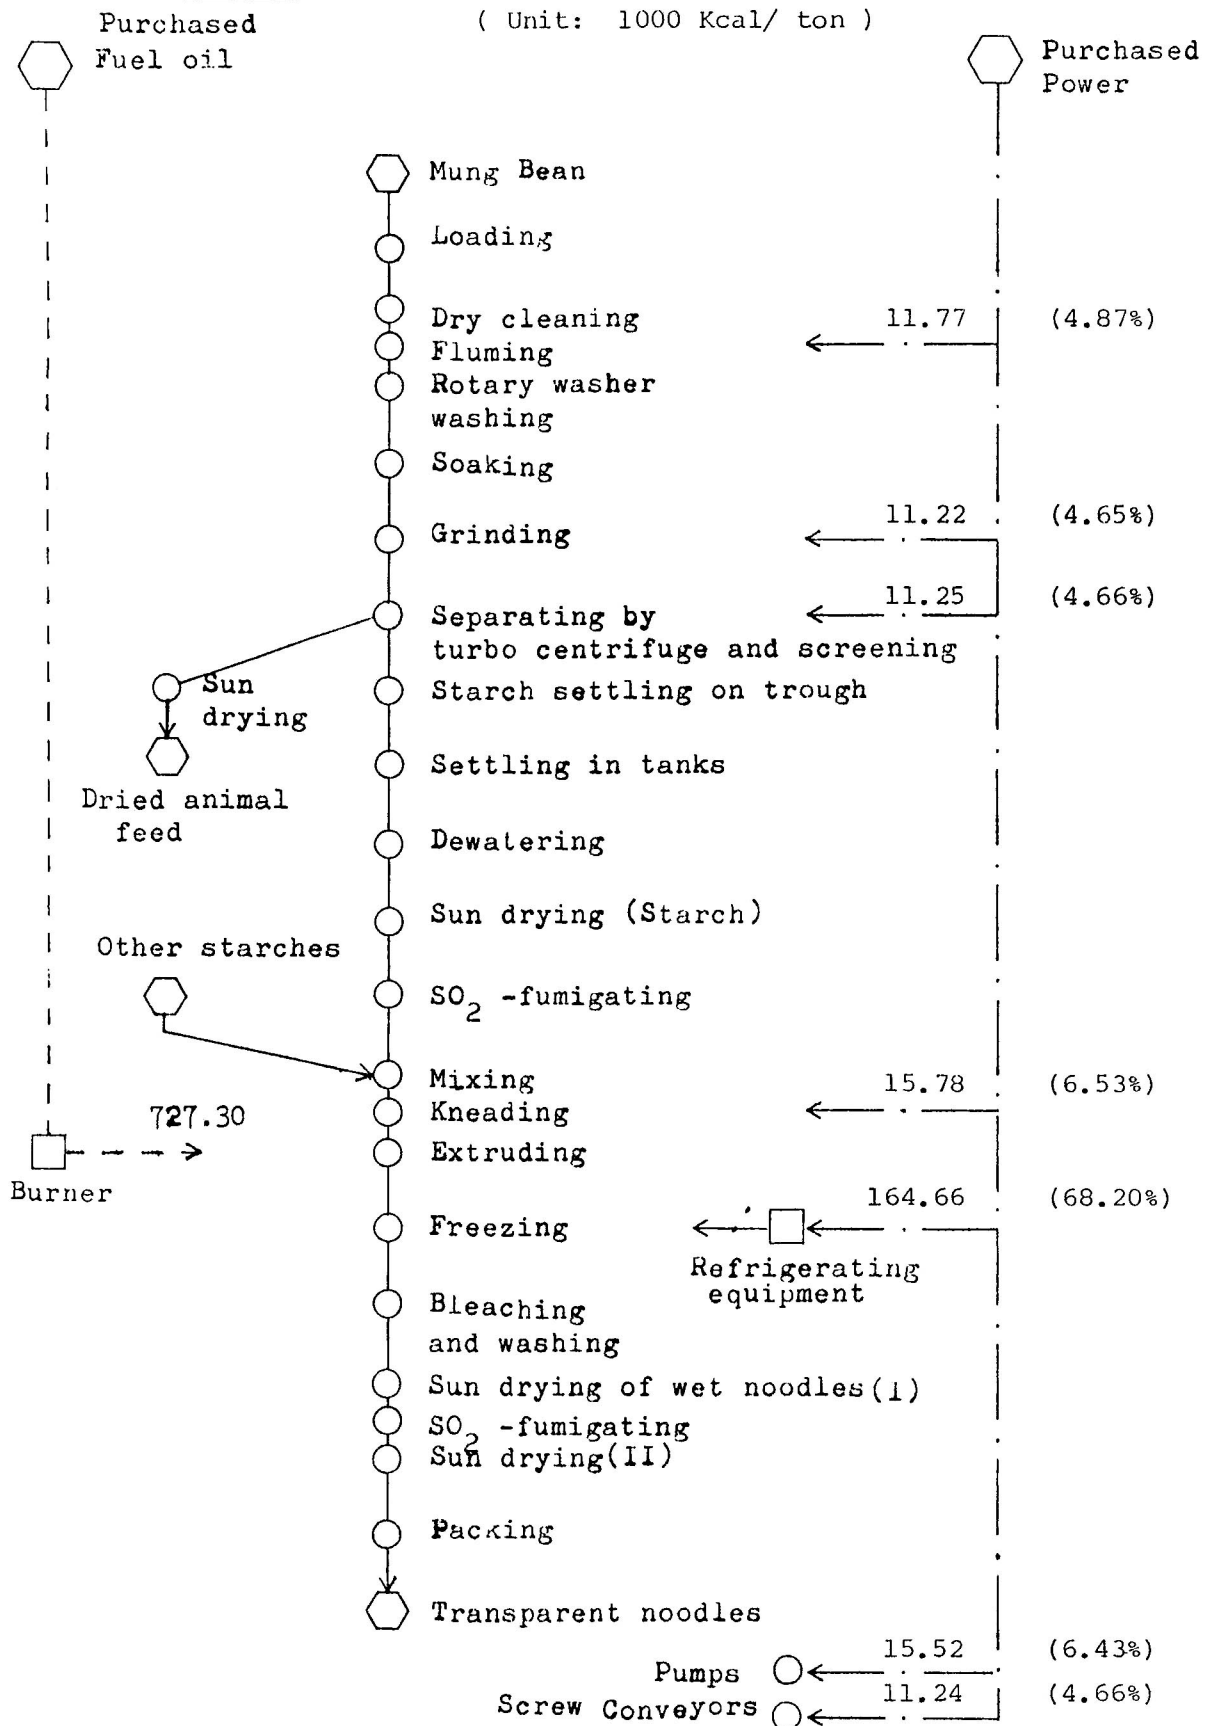 Purchased
Fuel oil
( Unit: 1000 Kcal/ ton )
Purchased
Power
Mung Bean
Loading
Dry cleaning
11.77 (4.87%)
Fluming
Rotary washer
washing
Soaking
Grinding
11.22 (4.65%)
Separating by
turbo centrifuge and screening
11.25 (4.66%)
Sun
drying
Starch settling on trough
Dried animal
feed
Settling in tanks
Dewatering
Sun drying (Starch)
Other starches
SO2 -fumigating
Mixing
15.78 (6.53%)
Kneading
727.30
Burner
Extruding
Freezing
164.66 (68.20%)
Refrigerating
equipment
Bleaching
and washing
Sun drying of wet noodles(I)
SO2 -fumigating
Sun drying(II)
Packing
Transparent noodles
Pumps
15.52 (6.43%)
Screw Conveyors
11.24 (4.66%)